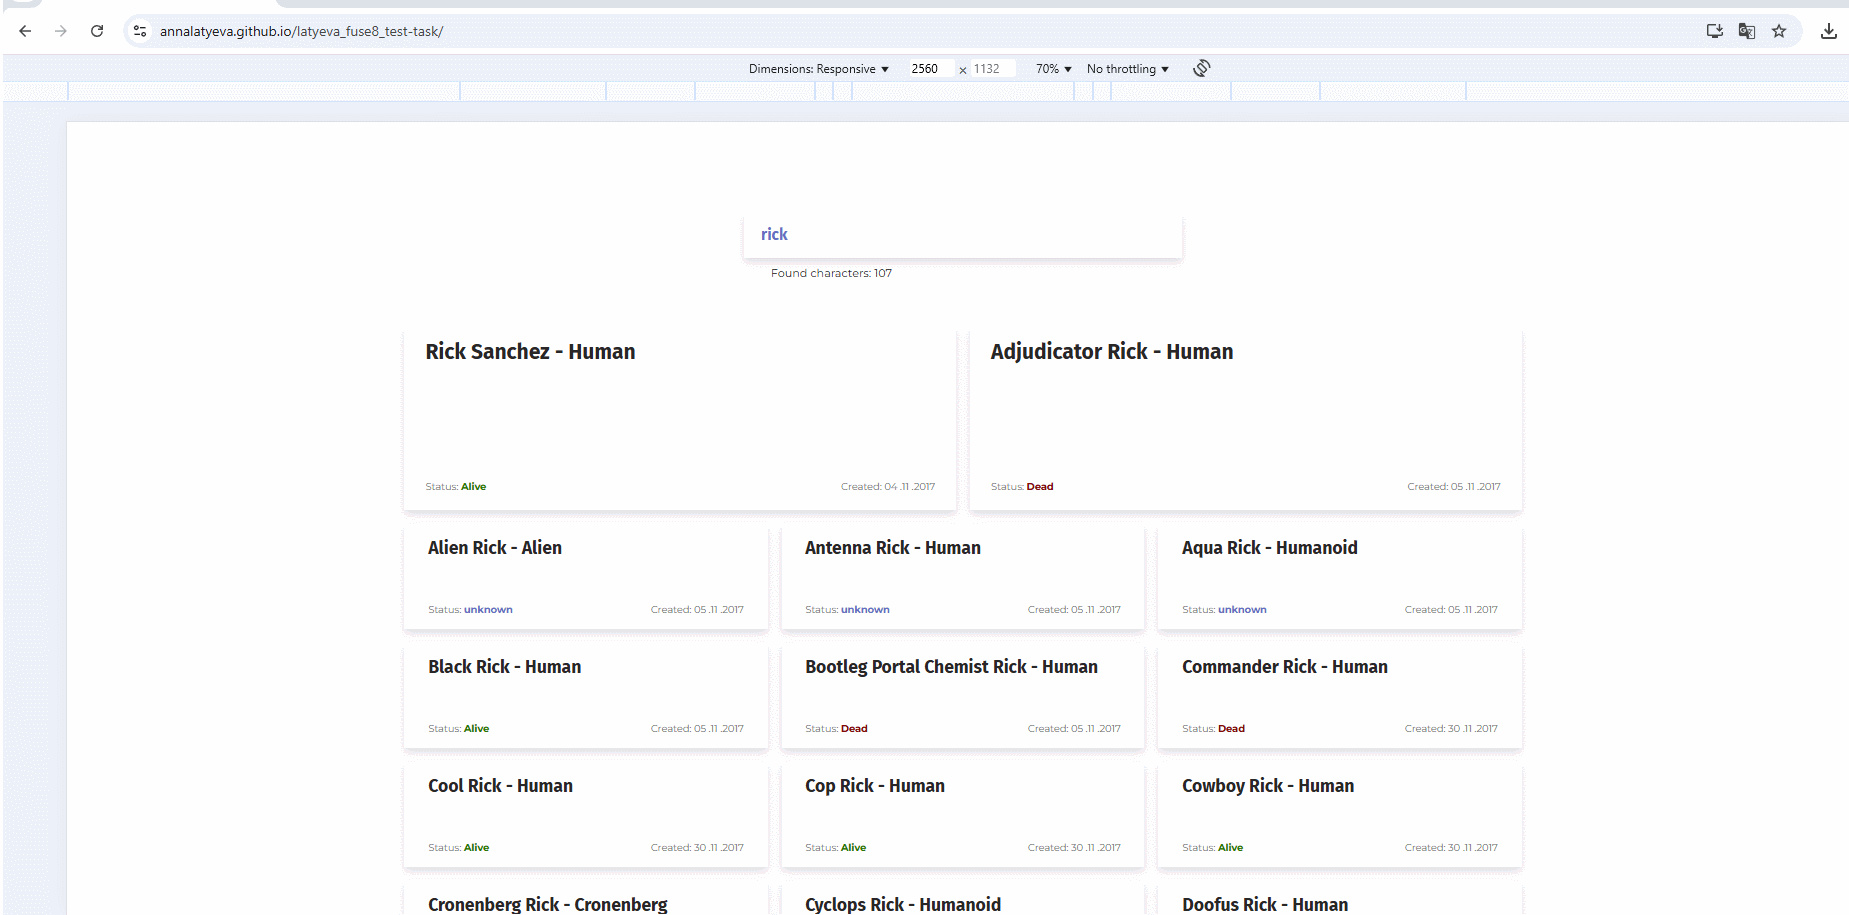 annalatyeva.github.io/latyeva_fuse8_test-task/
Dimensions: Responsive 2560 × 1132 70% No throttling
rick
Found characters: 107
Rick Sanchez - Human
Adjudicator Rick - Human
Status: Alive
Created: 04 .11 .2017
Status: Dead
Created: 05 .11 .2017
Alien Rick - Alien
Antenna Rick - Human
Aqua Rick - Humanoid
Status: unknown
Created: 05 .11 .2017
Status: unknown
Created: 05 .11 .2017
Status: unknown
Created: 05 .11 .2017
Black Rick - Human
Bootleg Portal Chemist Rick - Human
Commander Rick - Human
Status: Alive
Created: 05 .11 .2017
Status: Dead
Created: 05 .11 .2017
Status: Dead
Created: 30 .11 .2017
Cool Rick - Human
Cop Rick - Human
Cowboy Rick - Human
Status: Alive
Created: 30 .11 .2017
Status: Alive
Created: 30 .11 .2017
Status: Alive
Created: 30 .11 .2017
Cronenberg Rick - Cronenberg
Cyclops Rick - Humanoid
Doofus Rick - Human